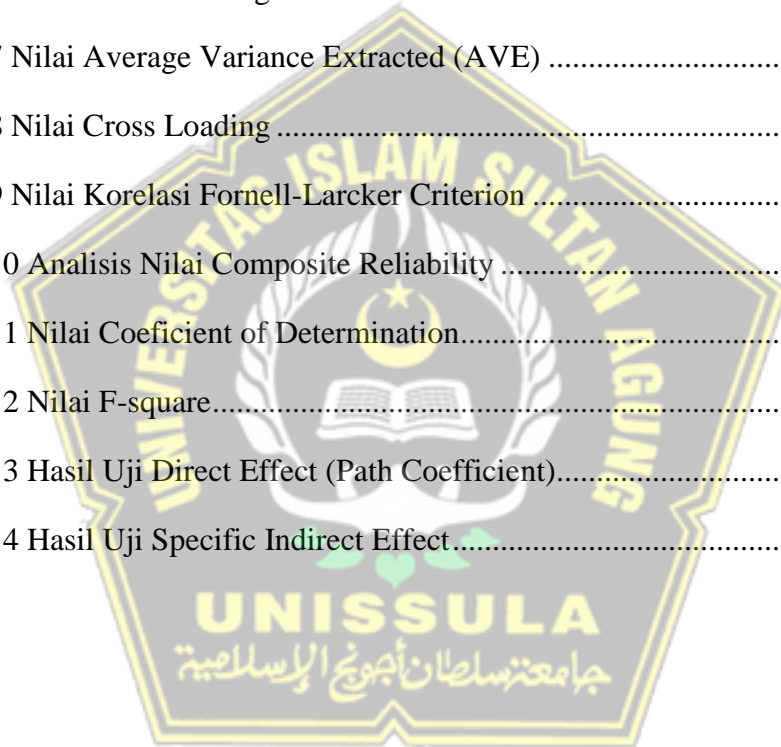 7 Nilai Average Variance Extracted (AVE) ............................
8 Nilai Cross Loading ............................................................
9 Nilai Korelasi Fornell-Larcker Criterion ..............................
0 Analisis Nilai Composite Reliability ...................................
1 Nilai Coeficient of Determination........................................
2 Nilai F-square......................................................................
3 Hasil Uji Direct Effect (Path Coefficient)............................
4 Hasil Uji Specific Indirect Effect.........................................
UNIVERSITAS ISLAM SULTAN AGUNG
UNISSULA
جامعتنسلطان أجونج الإسلامية